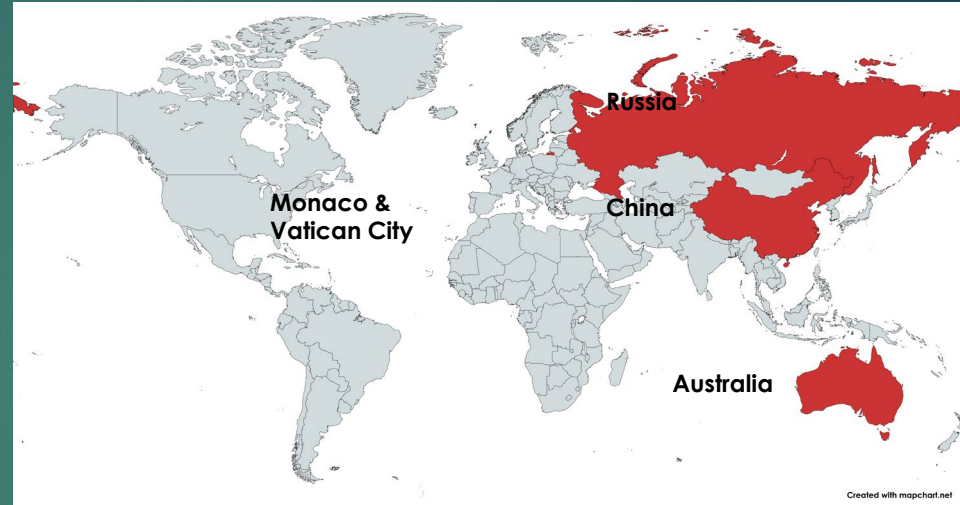 Russia
Monaco &
Vatican City
China
Australia
Created with mapchart.net